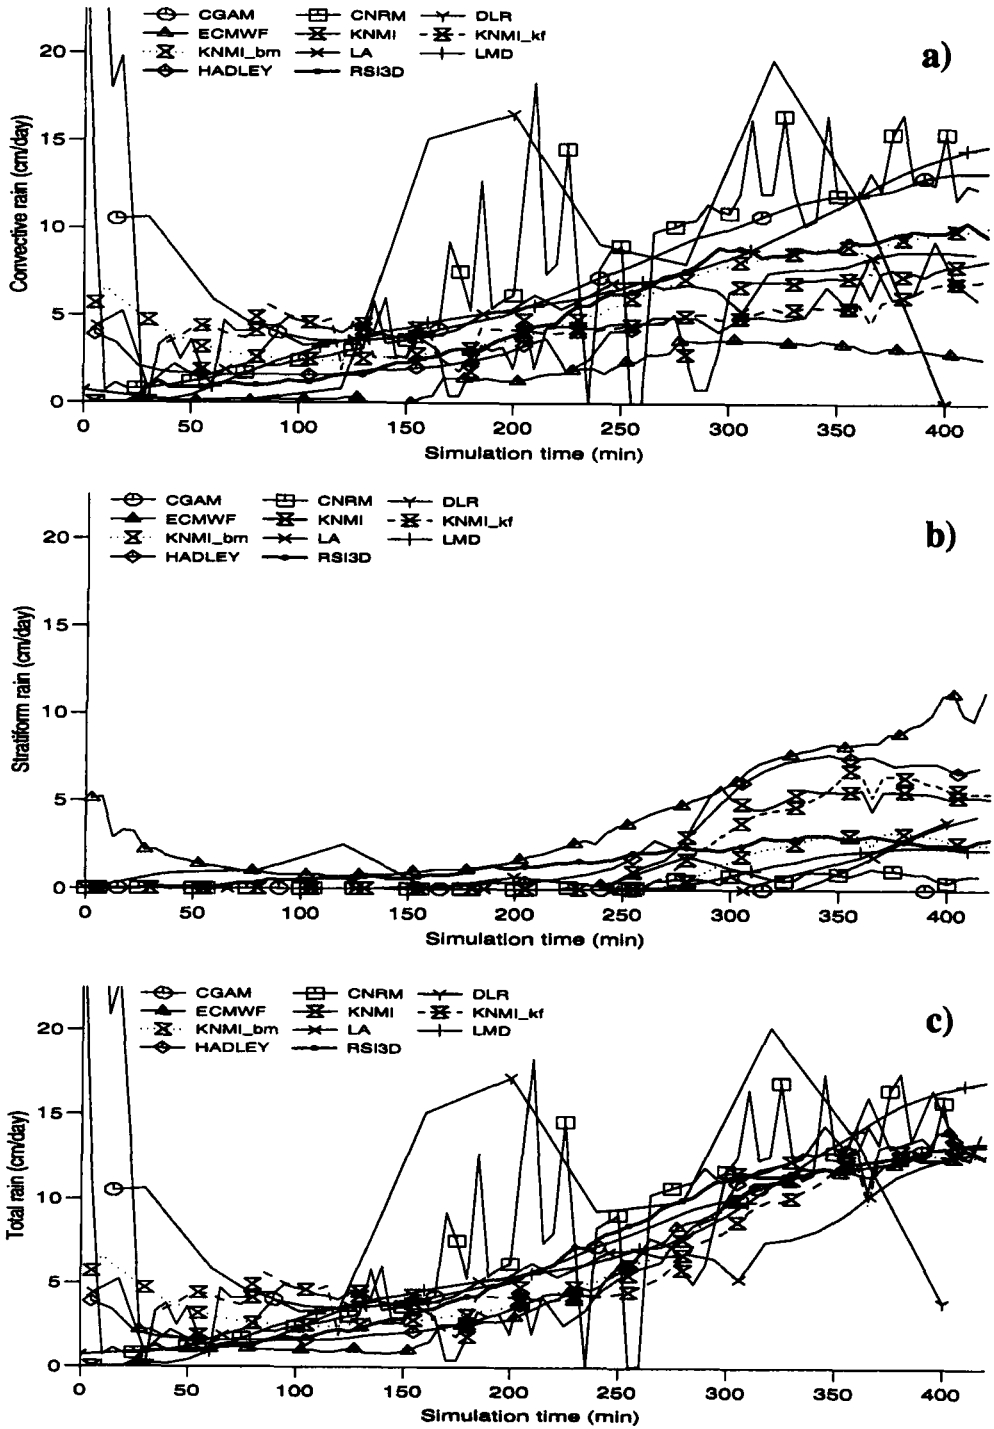 CGAM CNRM DLR
ECMWF KNMI KNMI_kf
KNMI_bm LA LMD
HADLEY RSI3D
a)
20
15
10
5
0
Convective rain (cm/day)
0 50 100 150 200 250 300 350 400
Simulation time (min)
CGAM CNRM DLR
ECMWF KNMI KNMI_kf
KNMI_bm LA LMD
HADLEY RSI3D
b)
20
15
10
5
0
Stratiform rain (cm/day)
0 50 100 150 200 250 300 350 400
Simulation time (min)
CGAM CNRM DLR
ECMWF KNMI KNMI_kf
KNMI_bm LA LMD
HADLEY RSI3D
c)
20
15
10
5
0
Total rain (cm/day)
0 50 100 150 200 250 300 350 400
Simulation time (min)